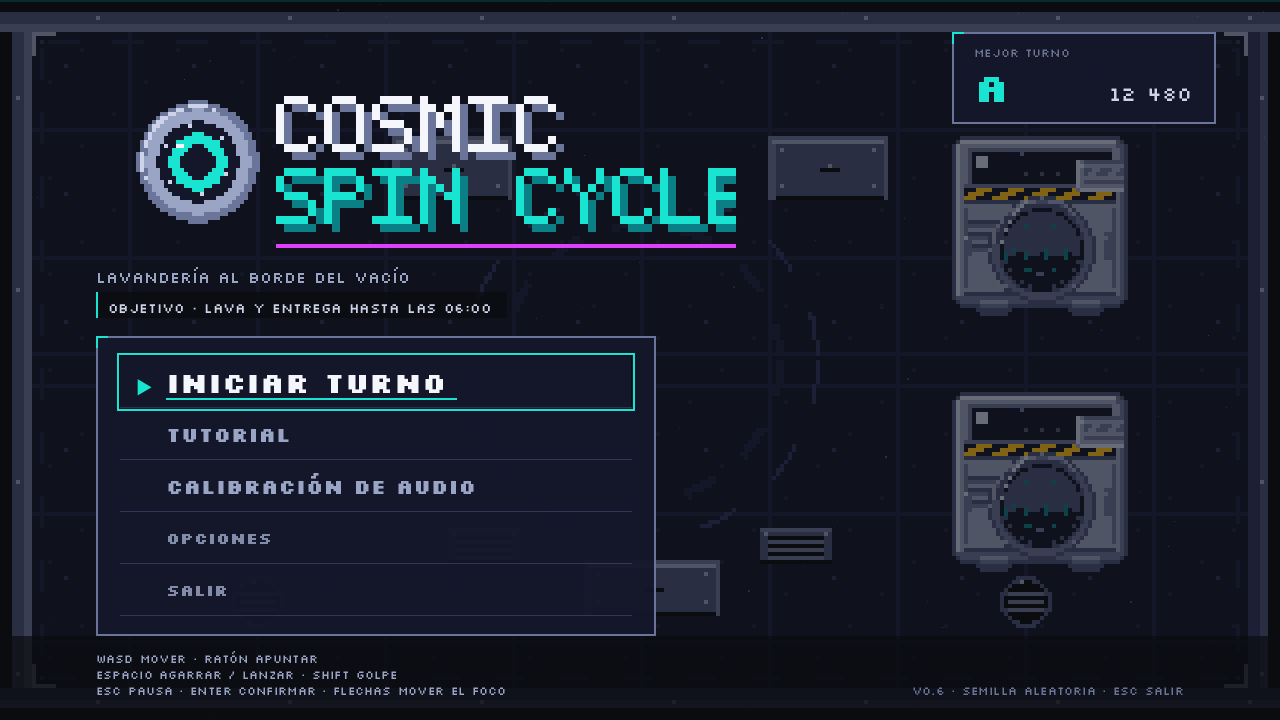 MEJOR TURNO
A 12 480
COSMIC
SPIN CYCLE
LAVANDERÍA AL BORDE DEL VACÍO
OBJETIVO · LAVA Y ENTREGA HASTA LAS 06:00
INICIAR TURNO
TUTORIAL
CALIBRACIÓN DE AUDIO
OPCIONES
SALIR
WASD MOVER · RATÓN APUNTAR
ESPACIO AGARRAR / LANZAR · SHIFT GOLPE
ESC PAUSA · ENTER CONFIRMAR · FLECHAS MOVER EL FOCO
V0.6 · SEMILLA ALEATORIA · ESC SALIR